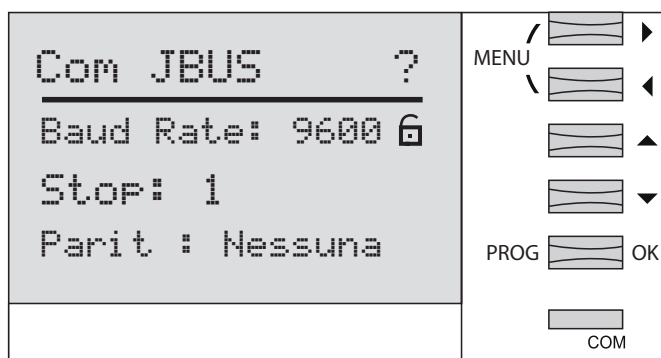 Com JBUS ?
Baud Rate: 9600
Stop: 1
Parit : Nessuna
MENU
PROG OK
COM